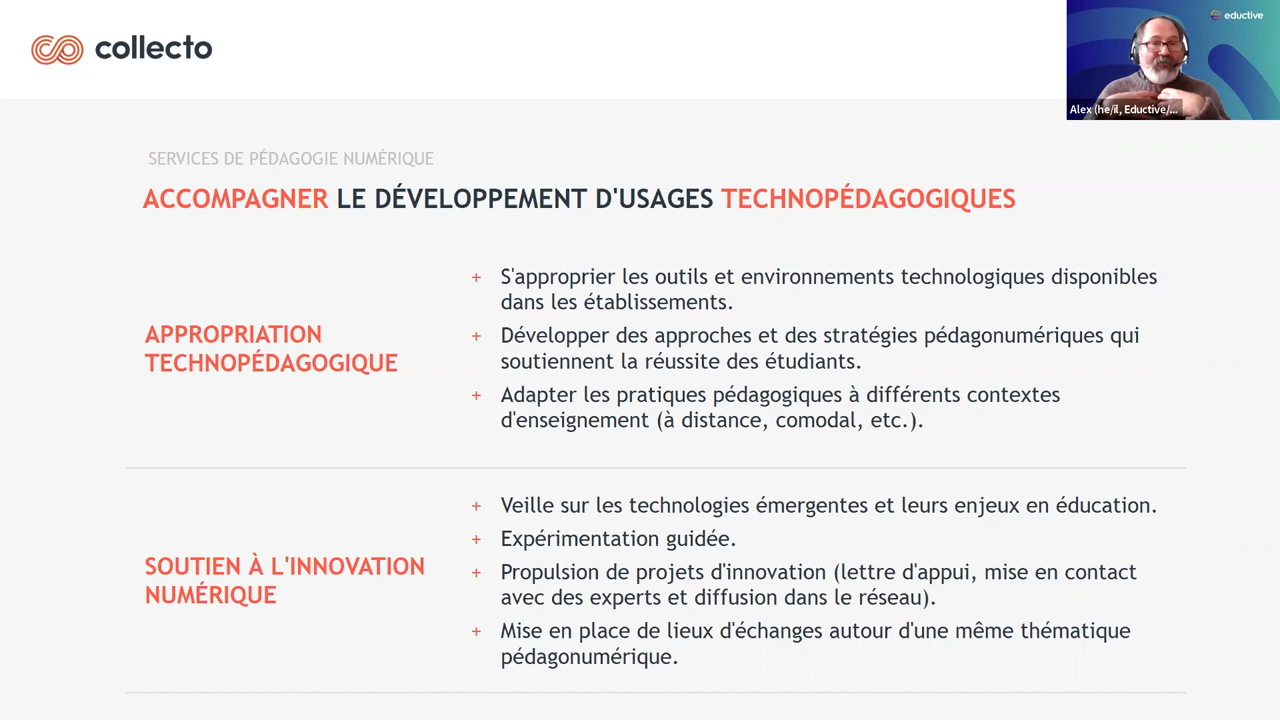 collecto
eductive
Alex (he/il, Eductive/...
SERVICES DE PÉDAGOGIE NUMÉRIQUE
ACCOMPAGNER LE DÉVELOPPEMENT D'USAGES TECHNOPÉDAGOGIQUES
APPROPRIATION
TECHNOPÉDAGOGIQUE
+ S'approprier les outils et environnements technologiques disponibles
dans les établissements.
+ Développer des approches et des stratégies pédagonumériques qui
soutiennent la réussite des étudiants.
+ Adapter les pratiques pédagogiques à différents contextes
d'enseignement (à distance, comodal, etc.).
SOUTIEN À L'INNOVATION
NUMÉRIQUE
+ Veille sur les technologies émergentes et leurs enjeux en éducation.
+ Expérimentation guidée.
+ Propulsion de projets d'innovation (lettre d'appui, mise en contact
avec des experts et diffusion dans le réseau).
+ Mise en place de lieux d'échanges autour d'une même thématique
pédagonumérique.